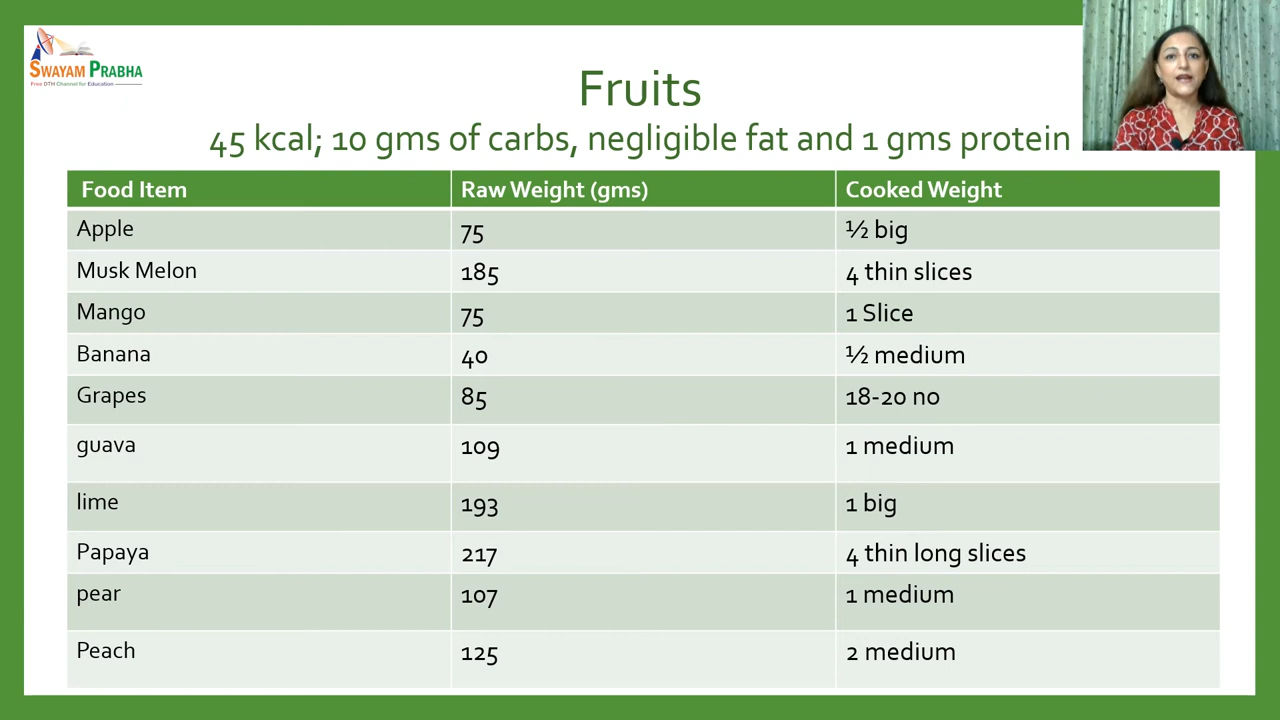 SWAYAM PRABHA
Free DTH Channel for Education
Fruits
45 kcal; 10 gms of carbs, negligible fat and 1 gms protein
Food Item Raw Weight (gms) Cooked Weight
Apple 75 ½ big
Musk Melon 185 4 thin slices
Mango 75 1 Slice
Banana 40 ½ medium
Grapes 85 18-20 no
guava 109 1 medium
lime 193 1 big
Papaya 217 4 thin long slices
pear 107 1 medium
Peach 125 2 medium